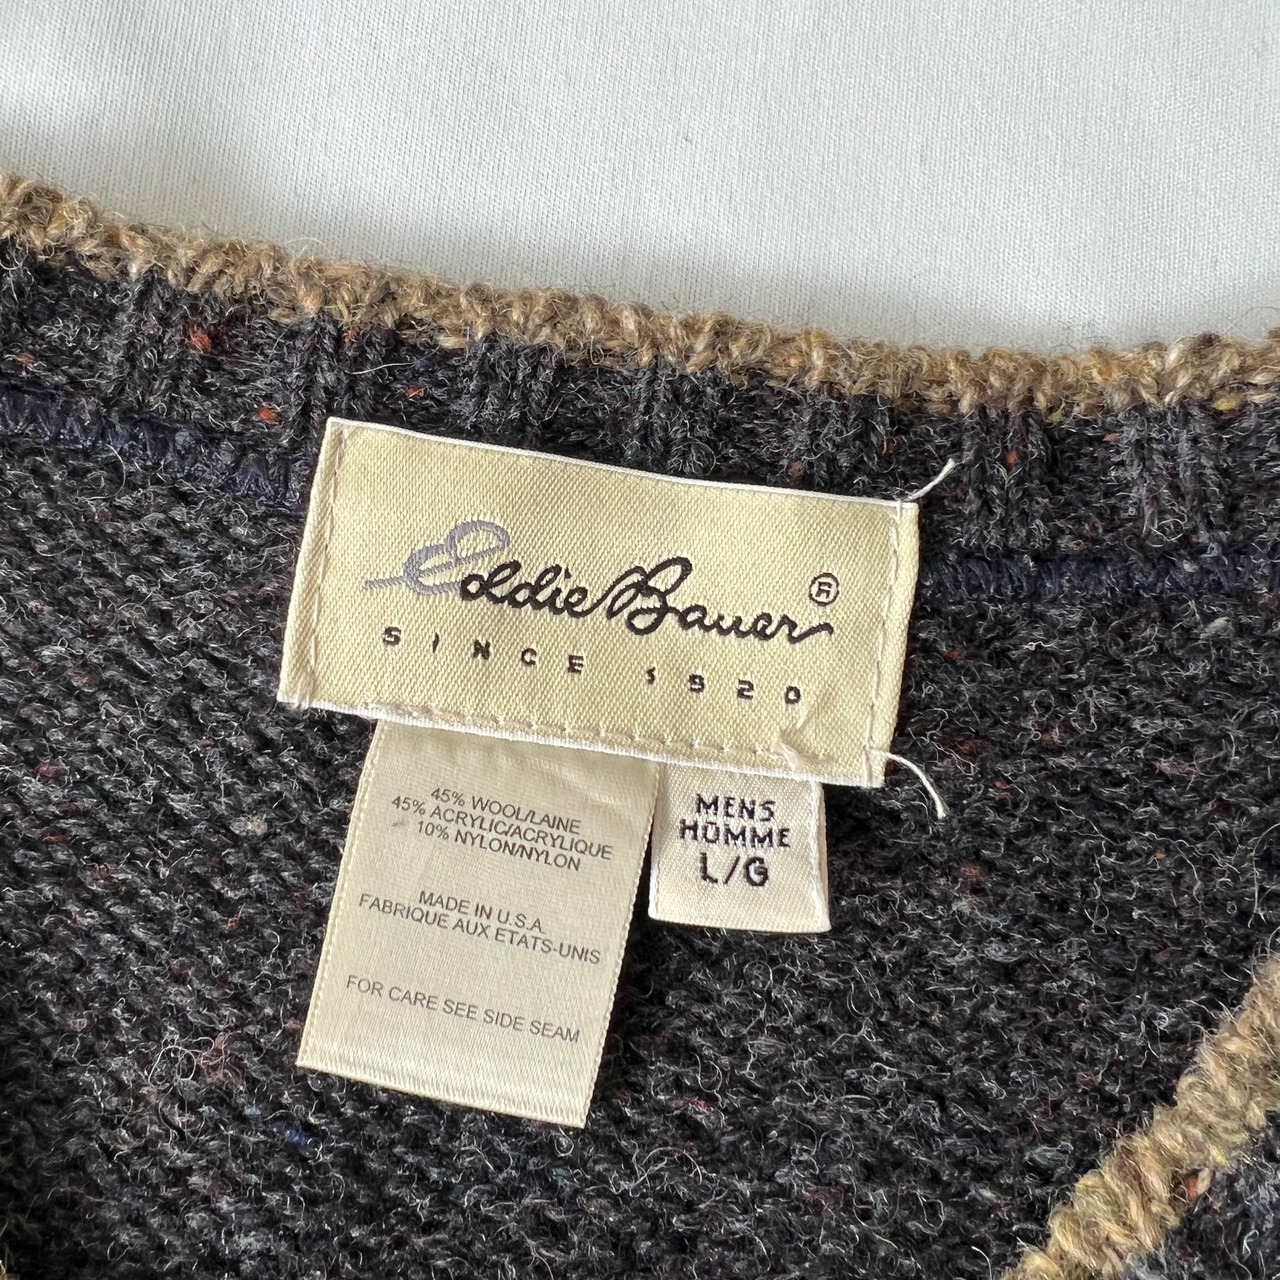 Eddie Bauer®
SINCE 1920
45% WOOL/LAINE
45% ACRYLIC/ACRYLIQUE
10% NYLON/NYLON
MADE IN U.S.A.
FABRIQUE AUX ETATS-UNIS
FOR CARE SEE SIDE SEAM
MENS
HOMME
L/G